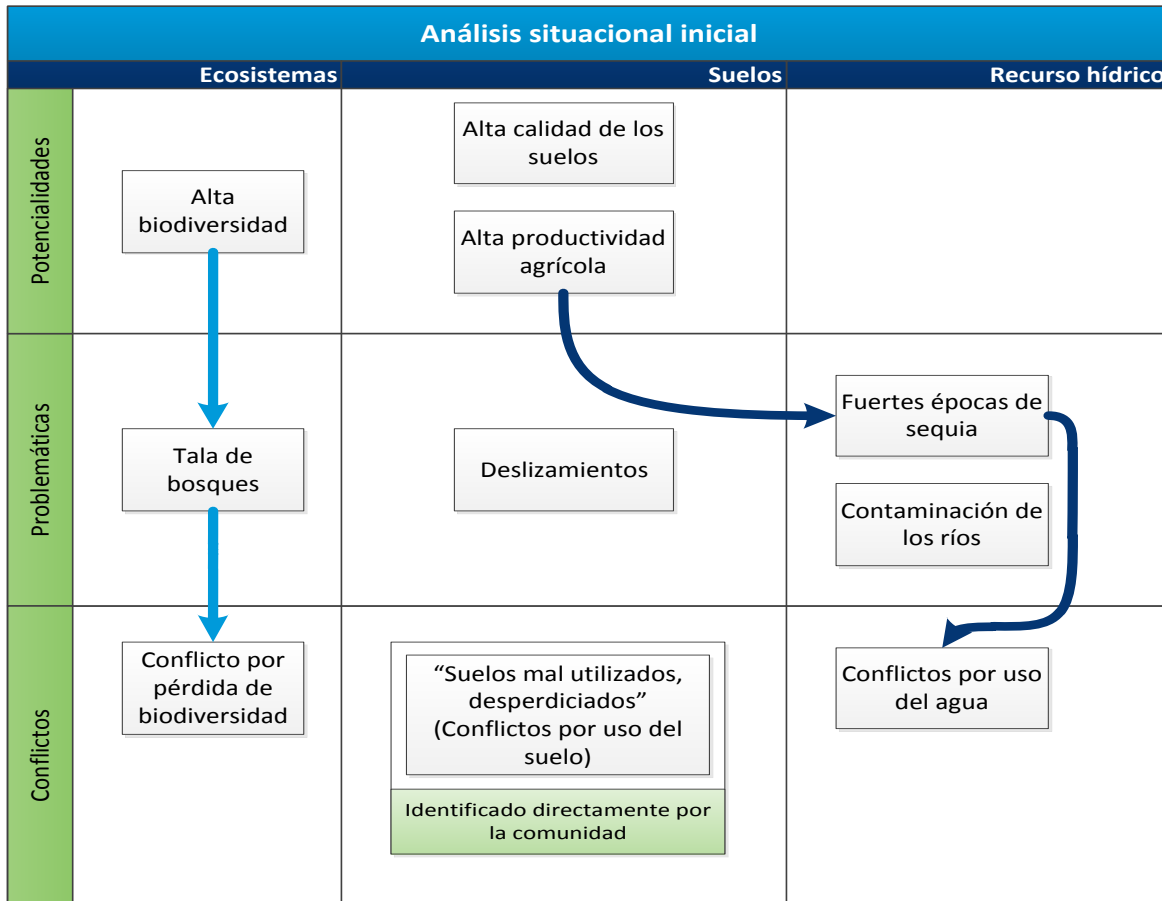 Análisis situacional inicial
Ecosistemas
Suelos
Recurso hídrico
Potencialidades
Alta
biodiversidad
Alta calidad de los
suelos
Alta productividad
agrícola
Problemáticas
Tala de
bosques
Deslizamientos
Fuertes épocas de
sequia
Contaminación de
los ríos
Conflictos
Conflicto por
pérdida de
biodiversidad
“Suelos mal utilizados,
desperdiciados”
(Conflictos por uso del
suelo)
Identificado directamente por
la comunidad
Conflictos por uso
del agua